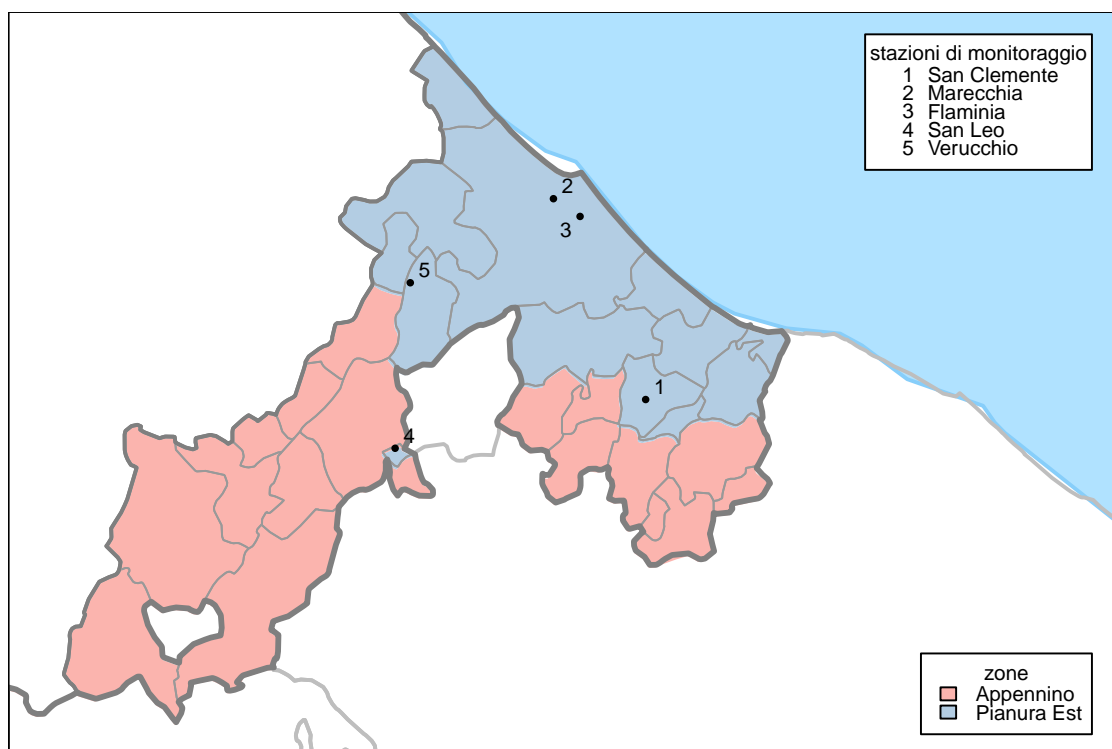 stazioni di monitoraggio
1 San Clemente
2 Marecchia
3 Flaminia
4 San Leo
5 Verucchio
2
3
5
1
4
zone
Appennino
Pianura Est